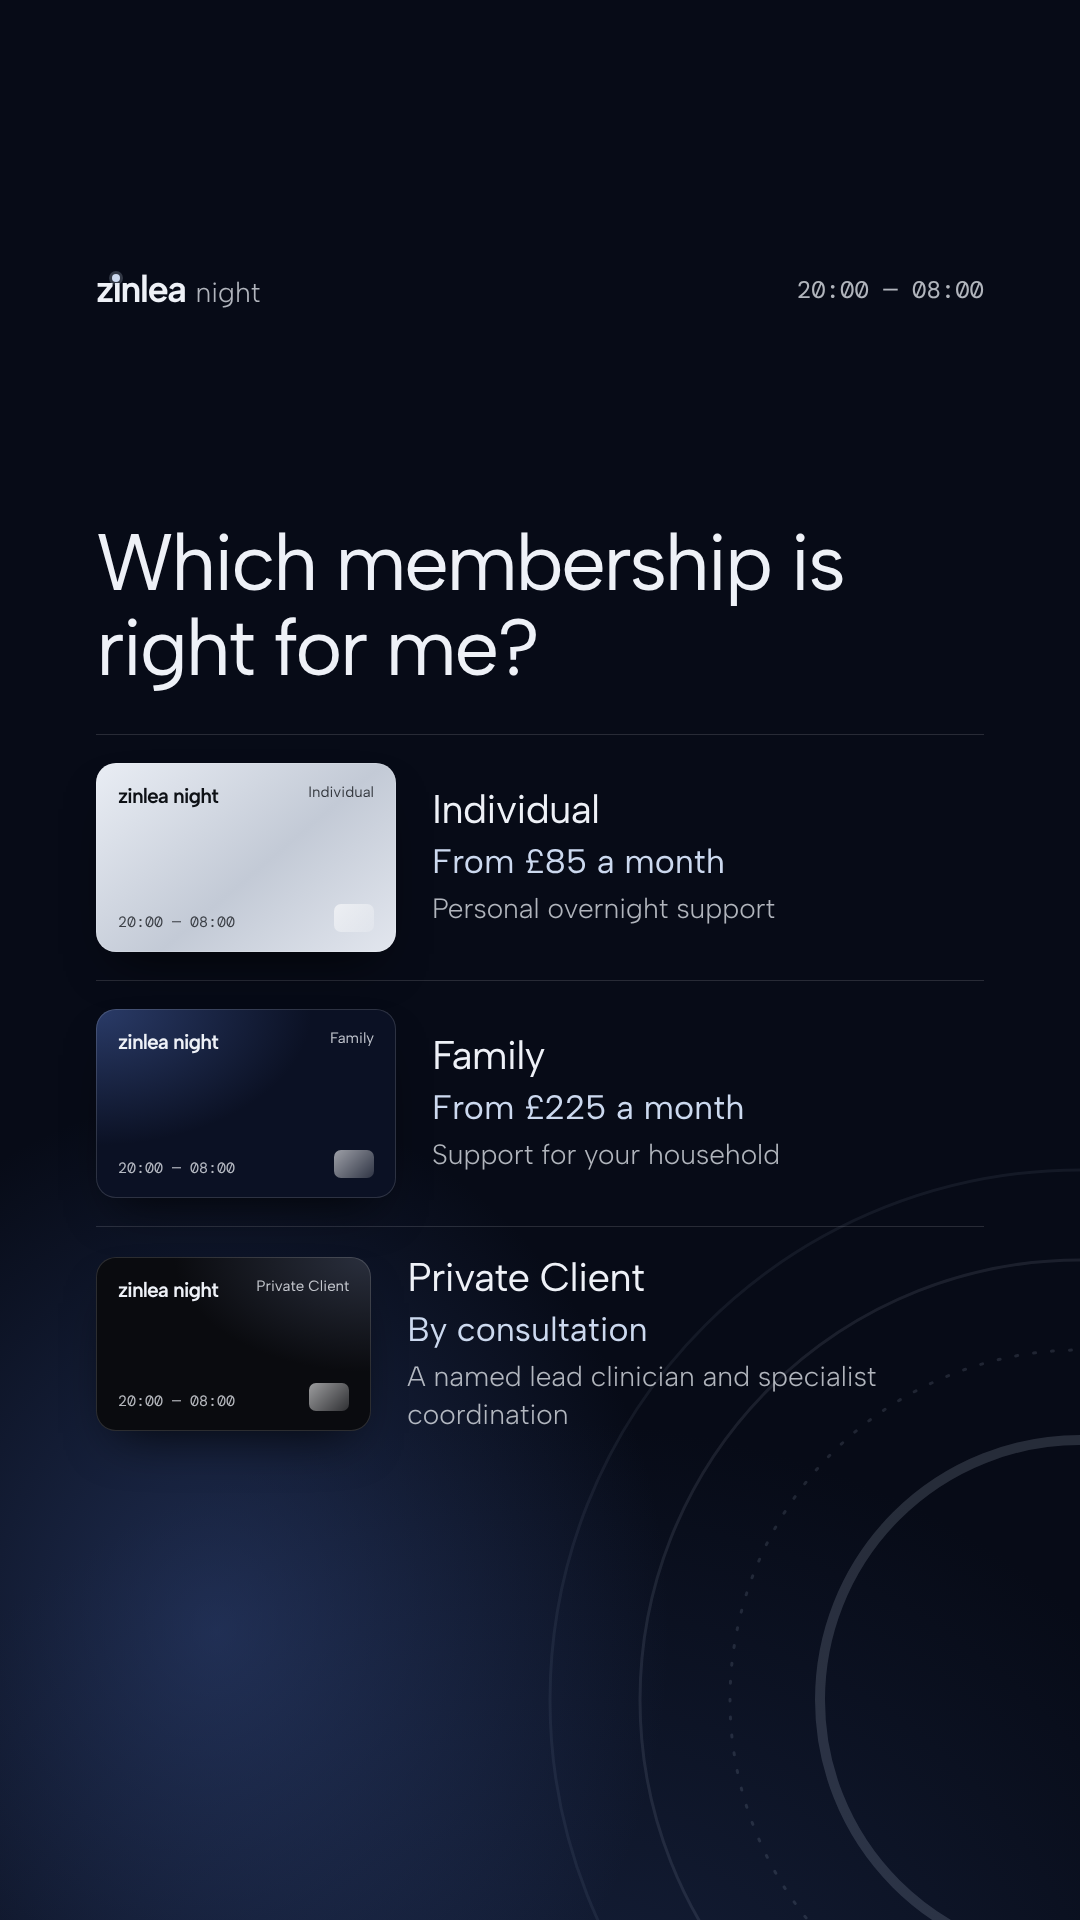 zinlea night
20:00 — 08:00
Which membership is
right for me?
zinlea night
Individual
20:00 — 08:00
Individual
From £85 a month
Personal overnight support
zinlea night
Family
20:00 — 08:00
Family
From £225 a month
Support for your household
zinlea night
Private Client
20:00 — 08:00
Private Client
By consultation
A named lead clinician and specialist
coordination